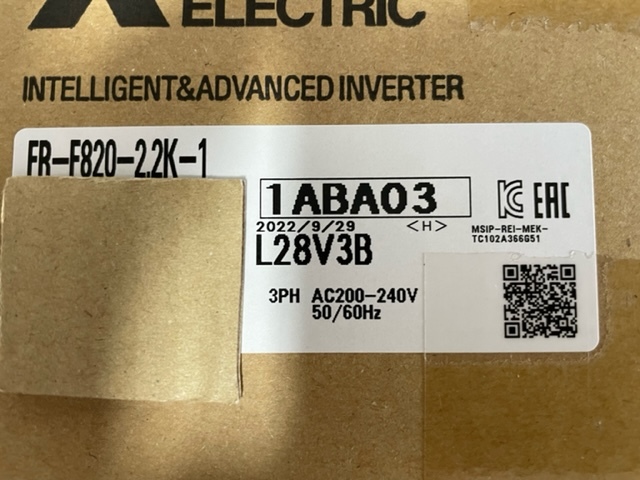 ELECTRIC
INTELLIGENT&ADVANCED INVERTER
FR-F820-2.2K-1
1ABA03
2022/9/29 <H>
L28V3B
EAC
MSIP-REI-MEK-
TC102A366G51
3PH AC200-240V
50/60Hz